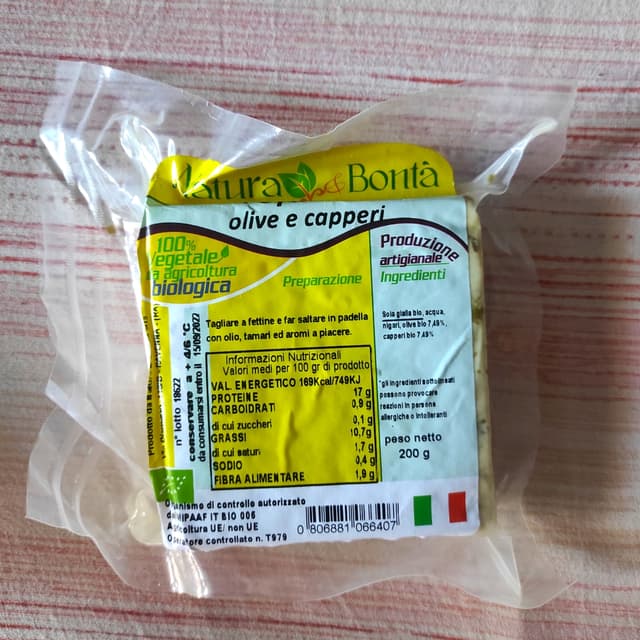 Natura Bontà
olive e capperi
100%
vegetale
da agricoltura
biologica
Produzione
artigianale
Preparazione
Ingredienti
Tagliare a fettine e far saltare in padella
con olio, tamari ed aromi a piacere.
Soia gialla bio, acqua,
nigari, olive bio 7,49%,
capperi bio 7,49%
Informazioni Nutrizionali
Valori medi per 100 gr di prodotto
VAL. ENERGETICO 169Kcal/749KJ
PROTEINE 17 g
CARBOIDRATI 0,9 g
di cui zuccheri 0,1 g
GRASSI 10,7g
di cui saturi 1,7 g
SODIO 0,4 g
FIBRA ALIMENTARE 1,9 g
*gli ingredienti sottolineati
possono provocare
reazioni in persone
allergiche o intolleranti
peso netto
200 g
n° lotto 18622
conservare a + 4/6 °C
da consumarsi entro il 15/09/2022
Organismo di controllo autorizzato
dal MIPAAF IT BIO 006
Agricoltura UE/ non UE
Operatore controllato n. T979
0 806881 066407